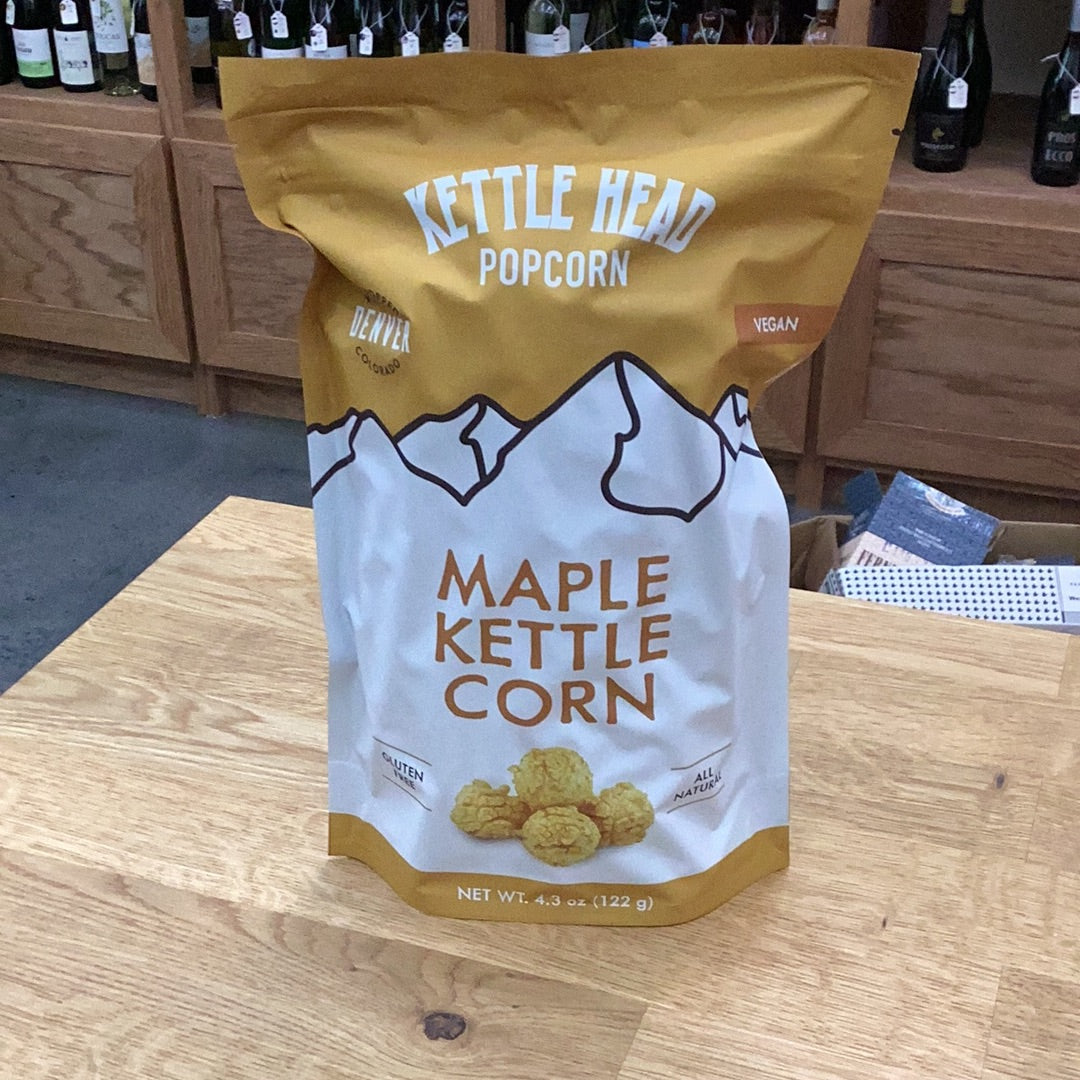 KETTLE HEAD
POPCORN
DENVER
COLORADO
VEGAN
MAPLE
KETTLE
CORN
GLUTEN
FREE
ALL
NATURAL
NET WT. 4.3 oz (122 g)